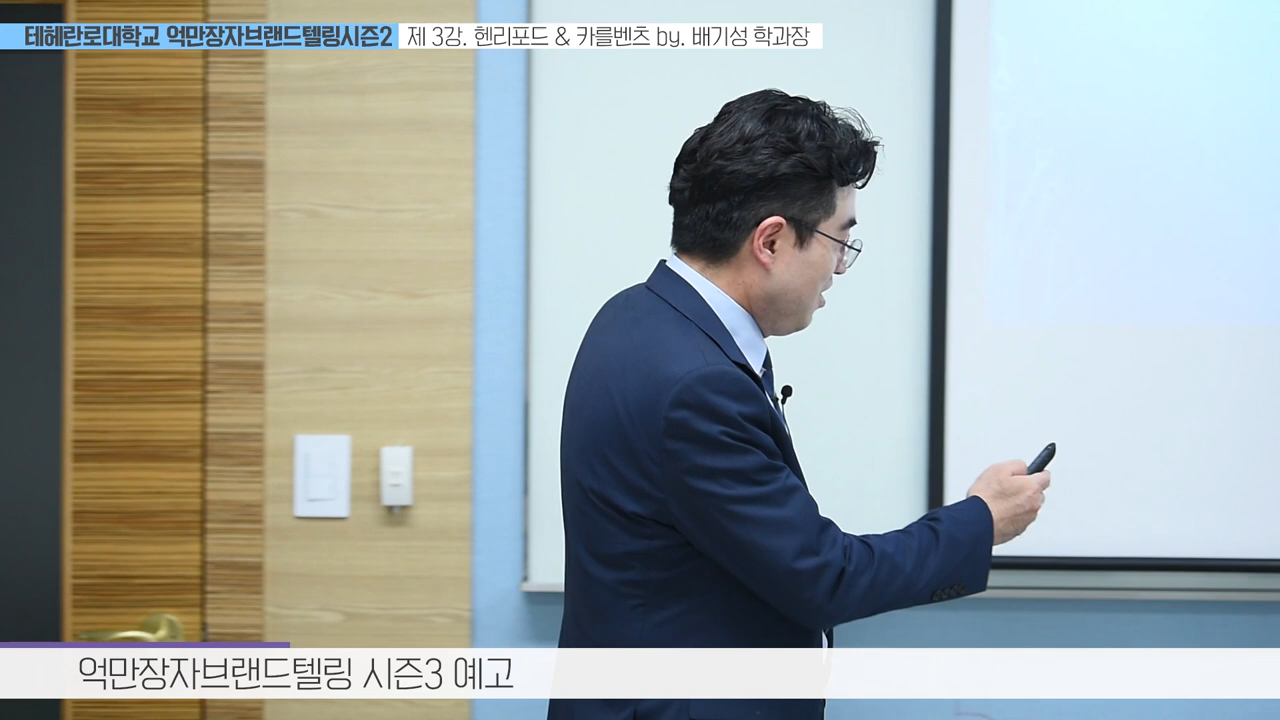 테헤란로대학교 억만장자브랜드텔링시즌2 제 3강. 헨리포드 & 카를벤츠 by. 배기성 학과장
억만장자브랜드텔링 시즌3 예고